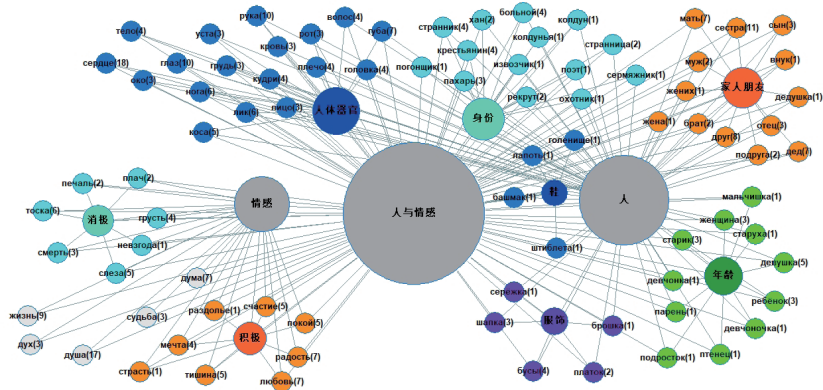 тело(4)
уста(3)
рука(10)
рот(3)
волос(4)
губа(7)
сердце(18)
глаз(10)
грудь(3)
кровь(3)
плечо(4)
головка(4)
око(3)
нога(6)
кудри(4)
лик(6)
лицо(3)
коса(5)
人体器官
странник(4)
хан(2)
больной(4)
колдун(1)
крестьянин(4)
колдунья(1)
странница(2)
погонщик(1)
извозчик(1)
поэт(1)
сермяжник(1)
пахарь(3)
рекрут(2)
охотник(1)
身份
мать(7)
сестра(11)
сын(3)
муж(2)
внук(1)
жених(1)
дедушка(1)
жена(1)
брат(2)
друг(8)
отец(3)
подруга(2)
дед(7)
家人朋友
голенище(1)
лапоть(1)
башмак(1)
штиблета(1)
鞋
人与情感
人
情感
печаль(2)
плач(2)
тоска(6)
грусть(4)
смерть(3)
невзгода(1)
слеза(5)
消极
дума(7)
жизнь(9)
судьба(3)
дух(3)
душа(17)
раздолье(1)
счастие(5)
покой(5)
мечта(4)
радость(7)
страсть(1)
тишина(5)
любовь(7)
积极
сережка(1)
шапка(3)
брошка(1)
бусы(4)
платок(2)
服饰
мальчишка(1)
женщина(3)
старуха(1)
старик(3)
девушка(5)
девчонка(1)
ребенок(3)
парень(1)
девчоночка(1)
подросток(1)
птенец(1)
年龄